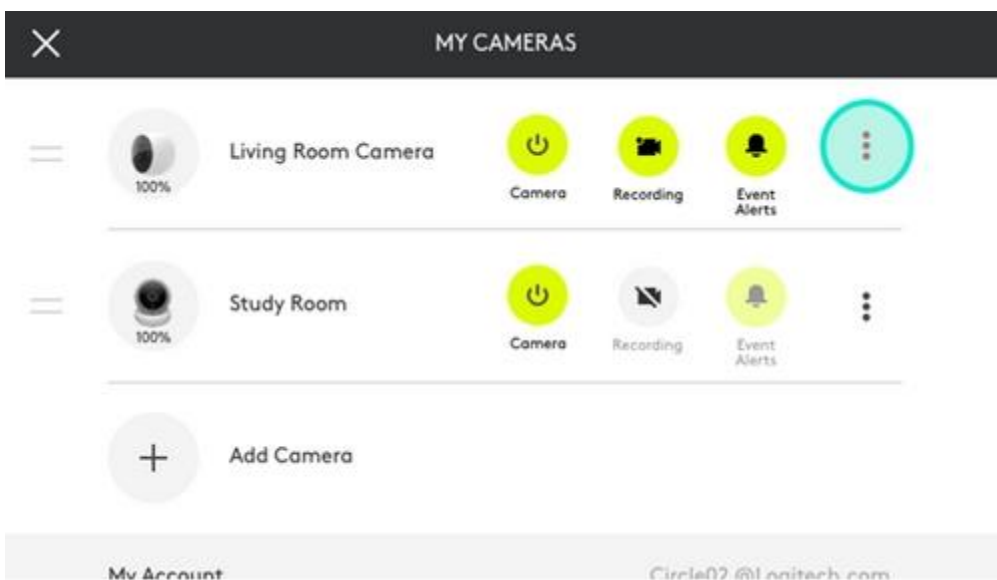 MY CAMERAS
Living Room Camera
100%
Camera
Recording
Event
Alerts
Study Room
100%
Camera
Recording
Event
Alerts
Add Camera
My Account
Circle02 @Logitech.com